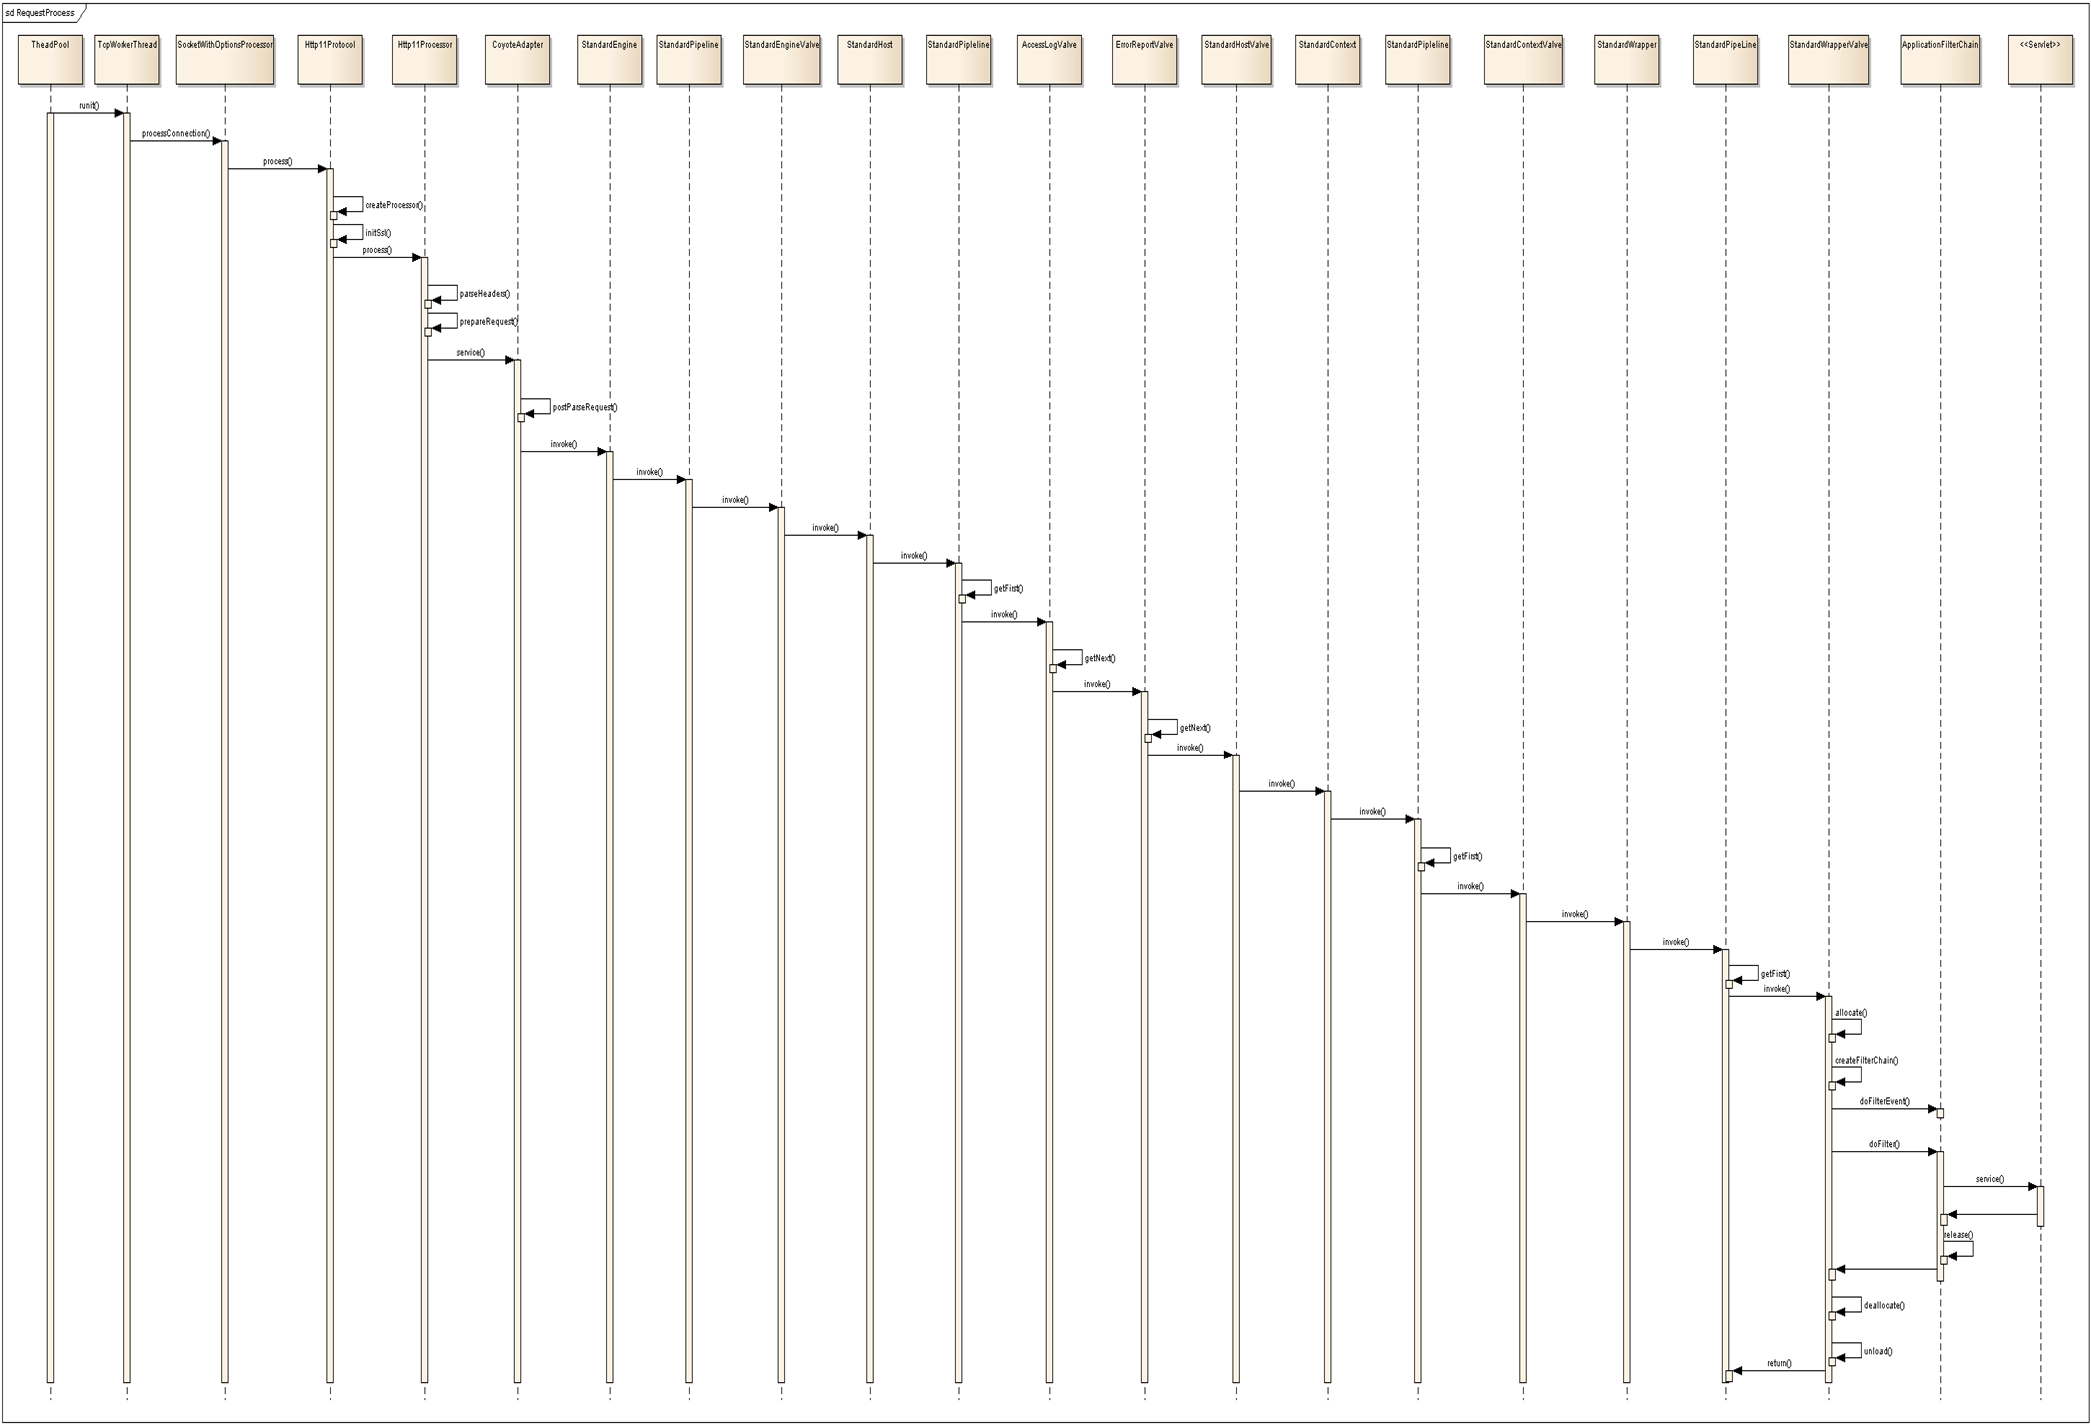 sd RequestProcess
TheadPool
TcpWorkerThread
SocketWithOptionsProcessor
Http11Protocol
Http11Processor
CoyoteAdapter
StandardEngine
StandardPipeline
StandardEngineValve
StandardHost
StandardPipleline
AccessLogValve
ErrorReportValve
StandardHostValve
StandardContext
StandardPipleline
StandardContextValve
StandardWrapper
StandardPipeLine
StandardWrapperValve
ApplicationFilterChain
<<Servlet>>
runit()
processConnection()
process()
createProcessor()
initSsl()
process()
parseHeaders()
prepareRequest()
service()
postParseRequest()
invoke()
invoke()
invoke()
invoke()
invoke()
getFirst()
invoke()
getNext()
invoke()
getNext()
invoke()
invoke()
invoke()
getFirst()
invoke()
invoke()
invoke()
getFirst()
invoke()
allocate()
createFilterChain()
doFilterEvent()
doFilter()
service()
release()
deallocate()
unload()
return()